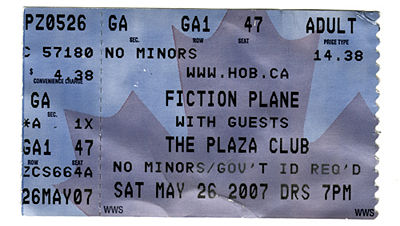 PZ0526 GA GA1 47 ADULT
SEC. ROW SEAT PRICE TYPE
C 57180 NO MINORS 14.38
$ 4.38 WWW.HOB.CA
CONVENIENCE CHARGE
GA FICTION PLANE
SEC.
*A 1X WITH GUESTS
GA1 47 THE PLAZA CLUB
ZCS664A NO MINORS/GOV'T ID REQ'D
26MAY07 SAT MAY 26 2007 DRS 7PM
WWS WWS